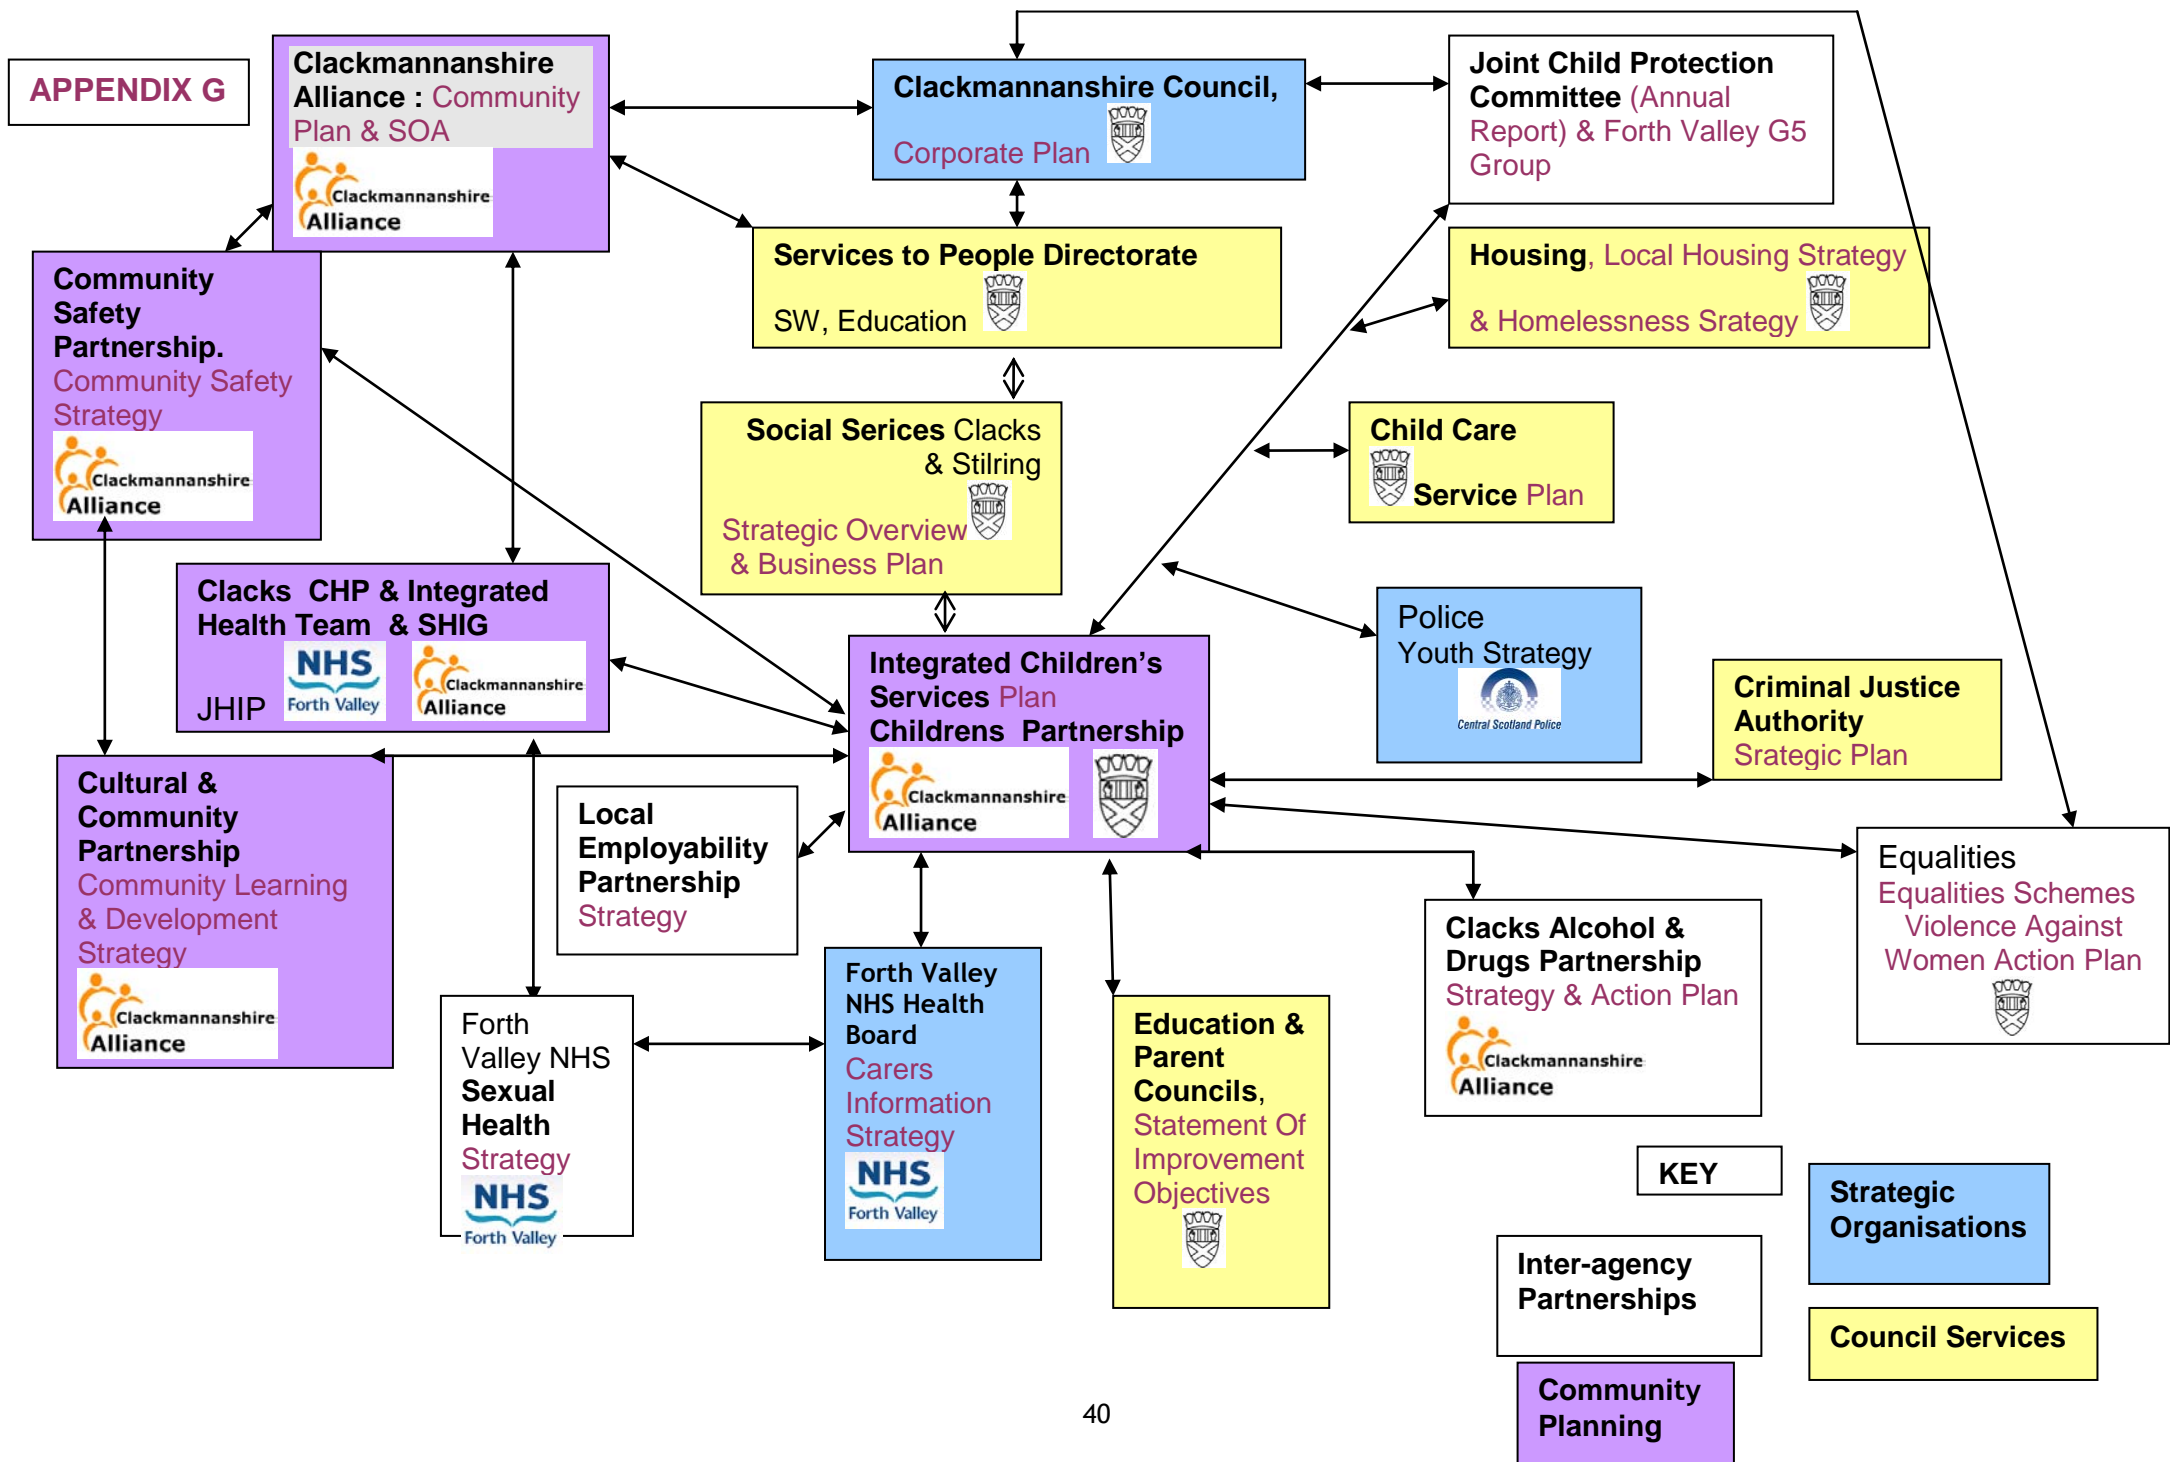 APPENDIX G
Clackmannanshire
Alliance : Community
Plan & SOA
Clackmannanshire
Alliance
Clackmannanshire Council,
Corporate Plan
Joint Child Protection
Committee (Annual
Report) & Forth Valley G5
Group
Community
Safety
Partnership.
Community Safety
Strategy
Clackmannanshire
Alliance
Services to People Directorate
SW, Education
Housing, Local Housing Strategy
& Homelessness Srategy
Social Serices Clacks
& Stilring
Strategic Overview
& Business Plan
Child Care
Service Plan
Clacks CHP & Integrated
Health Team & SHIG
JHIP
NHS
Forth Valley
Clackmannanshire
Alliance
Police
Youth Strategy
Central Scotland Police
Integrated Children’s
Services Plan
Childrens Partnership
Clackmannanshire
Alliance
Criminal Justice
Authority
Srategic Plan
Cultural &
Community
Partnership
Community Learning
& Development
Strategy
Clackmannanshire
Alliance
Local
Employability
Partnership
Strategy
Equalities
Equalities Schemes
Violence Against
Women Action Plan
Forth
Valley NHS
Sexual
Health
Strategy
NHS
Forth Valley
Forth Valley
NHS Health
Board
Carers
Information
Strategy
NHS
Forth Valley
Education &
Parent
Councils,
Statement Of
Improvement
Objectives
Clacks Alcohol &
Drugs Partnership
Strategy & Action Plan
Clackmannanshire
Alliance
KEY
Strategic
Organisations
Inter-agency
Partnerships
Council Services
Community
Planning
40